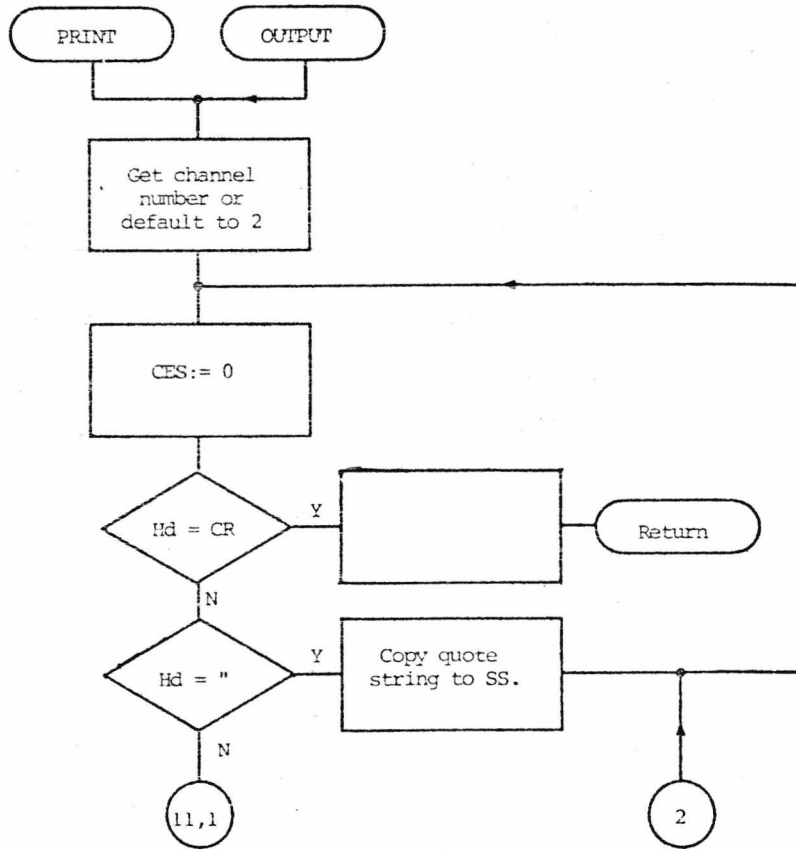 PRINT
OUTPUT
Get channel
number or
default to 2
CES:= 0
Hd = CR
Y
Return
N
Hd = "
Y
Copy quote
string to SS.
N
11,1
2